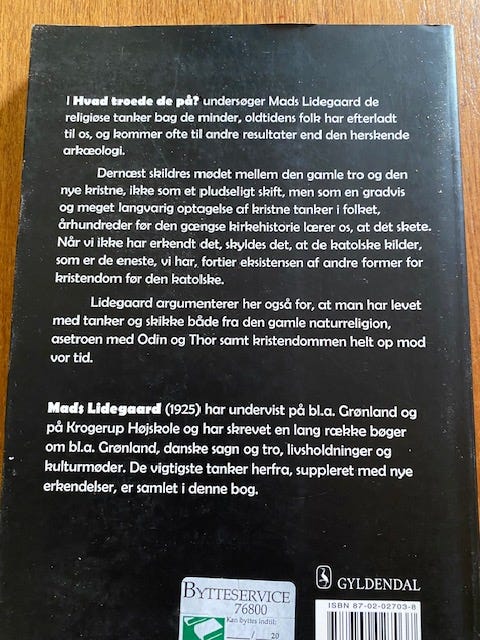 I Hvad troede de på? undersøger Mads Lidegaard de
religiøse tanker bag de minder, oldtidens folk har efterladt
til os, og kommer ofte til andre resultater end den herskende
arkæologi.
Dernæst skildres mødet mellem den gamle tro og den
nye kristne, ikke som et pludseligt skift, men som en gradvis
og meget langvarig optagelse af kristne tanker i folket,
århundreder før den gængse kirkehistorie lærer os, at det skete.
Når vi ikke har erkendt det, skyldes det, at de katolske kilder,
som er de eneste, vi har, fortier eksistensen af andre former for
kristendom før den katolske.
Lidegaard argumenterer her også for, at man har levet
med tanker og skikke både fra den gamle naturreligion,
asetroen med Odin og Thor samt kristendommen helt op mod
vor tid.
Mads Lidegaard (1925) har undervist på bl.a. Grønland og
på Krogerup Højskole og har skrevet en lang række bøger
om bl.a. Grønland, danske sagn og tro, livsholdninger og
kulturmøder. De vigtigste tanker herfra, suppleret med nye
erkendelser, er samlet i denne bog.
BYTTESERVICE
76800
Kan byttes indtil:
/ 20
GYLDENDAL
ISBN 87-02-02703-8